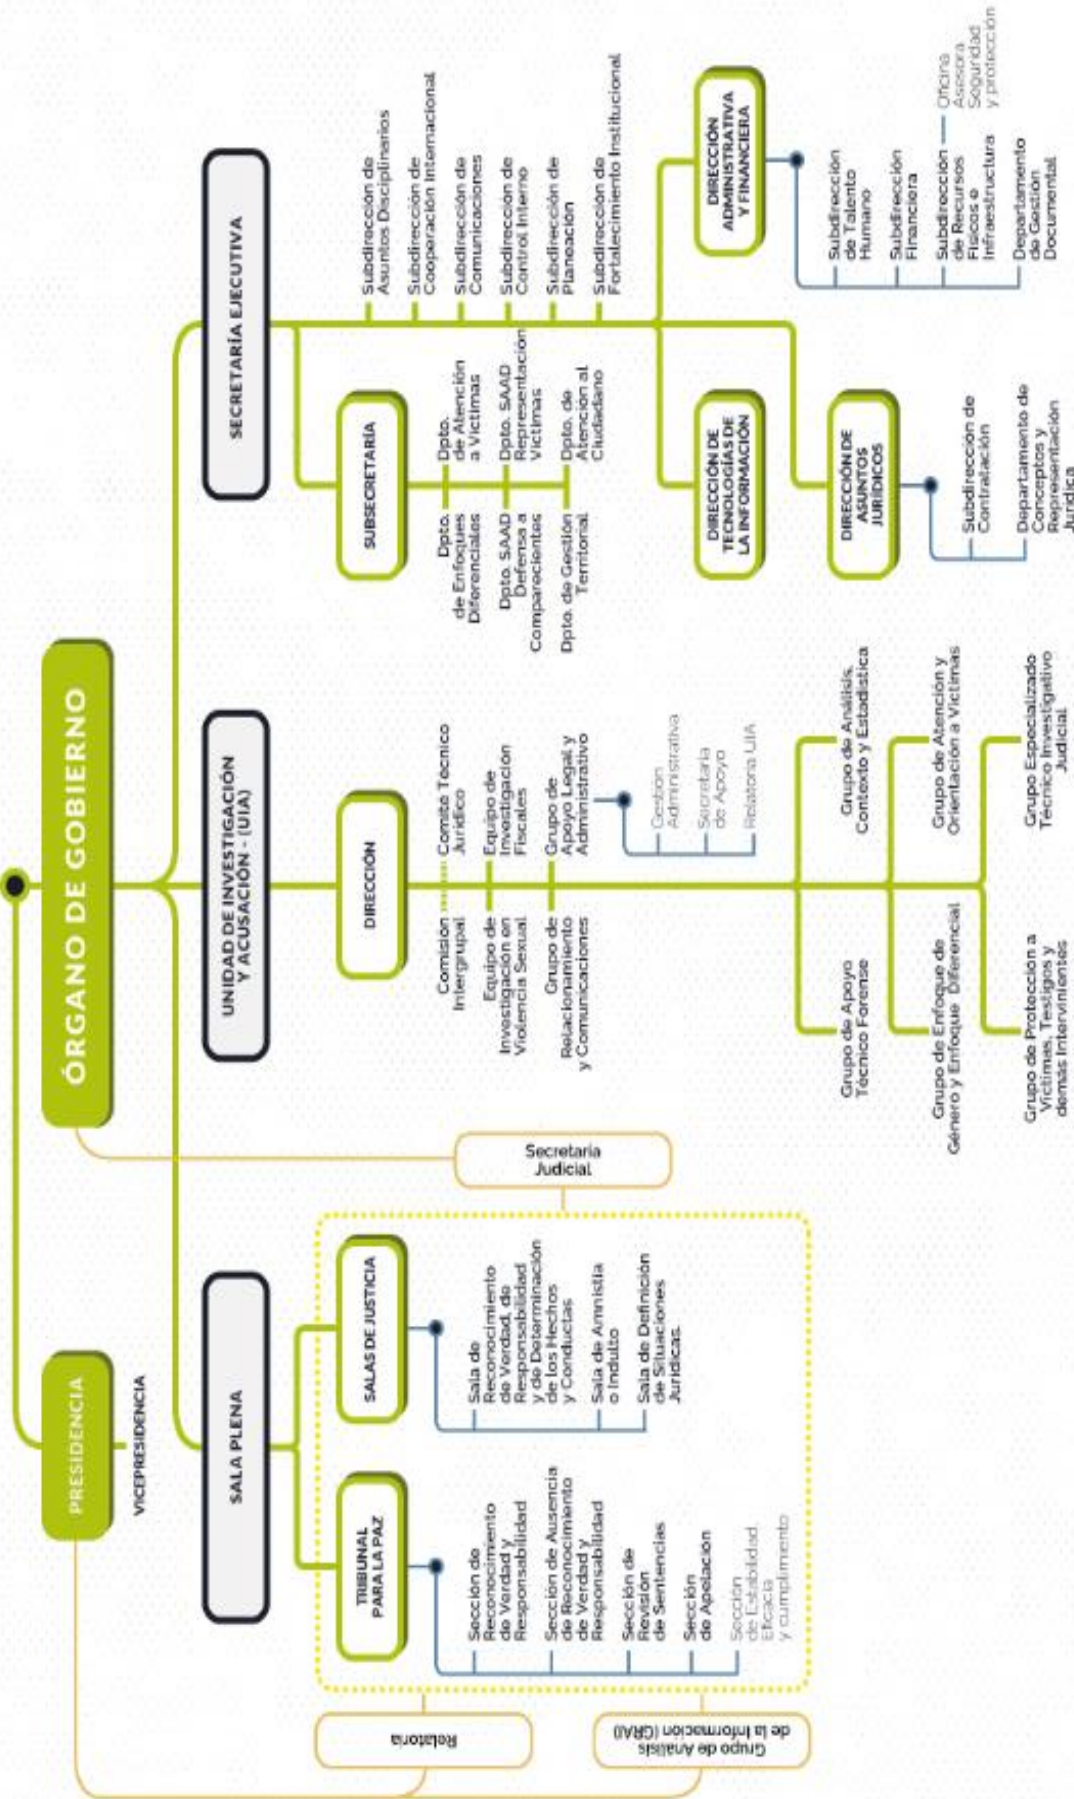 ÓRGANO DE GOBIERNO
PRESIDENCIA
VICEPRESIDENCIA
SALA PLENA
TRIBUNAL
PARA LA PAZ
Sección de
Reconocimiento
de Verdad y
Responsabilidad
Sección de Ausencia
de Reconocimiento
de Verdad y
Responsabilidad
Sección de
Revisión
de Sentencias
Sección
de Apelación
Sección
de Estabilidad,
Eficacia
y cumplimiento
SALAS DE JUSTICIA
Sala de
Reconocimiento
de Verdad, de
Responsabilidad
y de Determinación
de los Hechos
y Conductas
Sala de Amnistía
o Indulto
Sala de Definición
de Situaciones
Jurídicas.
Relatoría
Grupo de Análisis
de la Información (GRAI)
Secretaría
Judicial
UNIDAD DE INVESTIGACIÓN
Y ACUSACIÓN - (UIA)
DIRECCIÓN
Comisión
Intergrupal
Comité Técnico
Jurídico
Equipo de
Investigación en
Violencia Sexual
Equipo de
Investigación
Fiscales
Grupo de
Relacionamiento
y Comunicaciones
Grupo de
Apoyo Legal y
Administrativo
Gestión
Administrativa
Secretaría
de Apoyo
Relatoría UIA
Grupo de Apoyo
Técnico Forense
Grupo de Análisis,
Contexto y Estadística
Grupo de Enfoque de
Género y Enfoque Diferencial
Grupo de Atención y
Orientación a Víctimas
Grupo de Protección a
Víctimas, Testigos y
demás Intervinientes
Grupo Especializado
Técnico Investigativo
Judicial
SECRETARÍA EJECUTIVA
SUBSECRETARÍA
Dpto.
de Enfoques
Diferenciales
Dpto.
de Atención
a Víctimas
Dpto. SAAD
Defensa a
Comparecientes
Dpto. SAAD
Representación
Víctimas
Dpto. de Gestión
Territorial
Dpto. de
Atención al
Ciudadano
Subdirección de
Asuntos Disciplinarios
Subdirección de
Cooperación Internacional
Subdirección de
Comunicaciones
Subdirección de
Control Interno
Subdirección de
Planeación
Subdirección de
Fortalecimiento Institucional
DIRECCIÓN DE
TECNOLOGÍAS DE
LA INFORMACIÓN
DIRECCIÓN
ADMINISTRATIVA
Y FINANCIERA
Subdirección
de Talento
Humano
Subdirección
Financiera
Subdirección
de Recursos
Físicos e
Infraestructura
Oficina
Asesora
Seguridad
y protección
Departamento
de Gestión
Documental
DIRECCIÓN DE
ASUNTOS
JURÍDICOS
Subdirección de
Contratación
Departamento de
Conceptos y
Representación
Jurídica